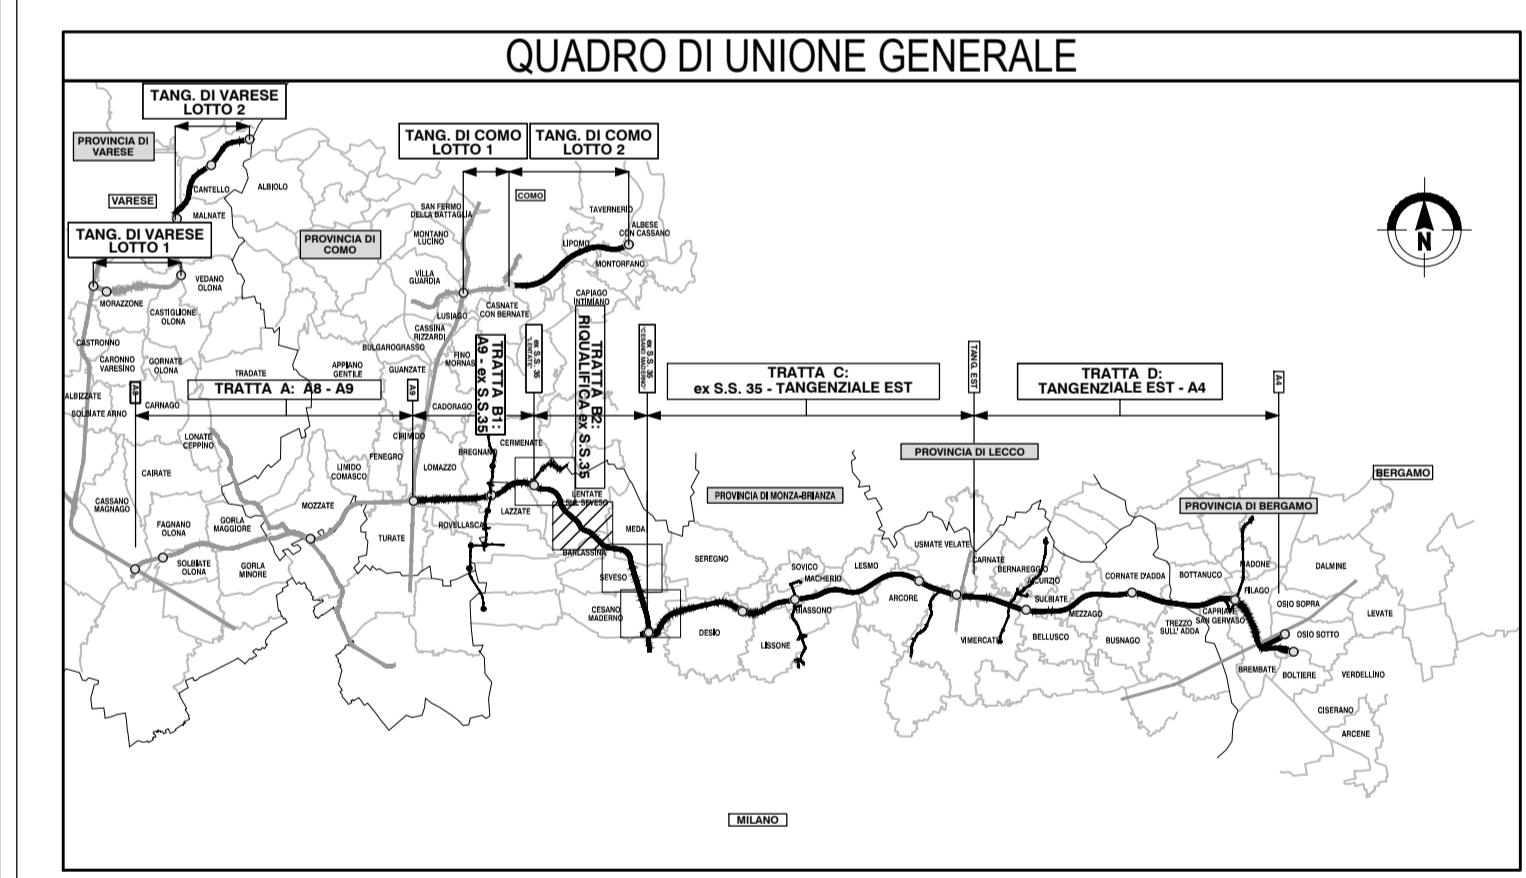 QUADRO DI UNIONE GENERALE
TANG. DI VARESE
LOTTO 2
PROVINCIA DI
VARESE
CANTELLO
ALBIOLO
VARESE
MALNATE
TANG. DI VARESE
LOTTO 1
VEDANO
OLONA
MORAZZONE
CASTIGLIONE
OLONA
PROVINCIA DI
COMO
TANG. DI COMO
LOTTO 1
TANG. DI COMO
LOTTO 2
COMO
SAN FERMO
DELLA BATTAGLIA
MONTANO
LUCINO
VILLA
GUARDIA
TAVERNERIO
ALBESE
CON CASSANO
LIPOMO
MONTORFANO
CAPIAGO
INTIMIANO
LUSIAGO
CASNATE
CON BERNATE
CASSINA
RIZZARDI
BULGAROGRASSO
FINO
MORNAS
GUANZATE
APPIANO
GENTILE
CASTRONNO
CARONNO
VARESINO
GORNATE
OLONA
TRADATE
ALBIZZATE
SOLBIATE ARNO
CARNAGO
A8
TRATTA A: A8 - A9
A9
CADORAGO
TRATTA B1:
A9 - ex S.S.35
ex S.S. 35
"LENTATE"
TRATTA B2:
RIQUALIFICA ex S.S.35
ex S.S. 35
"CESANO MADERNO"
TRATTA C:
ex S.S. 35 - TANGENZIALE EST
TANG. EST
TRATTA D:
TANGENZIALE EST - A4
A4
N
LONATE
CEPPINO
CAIRATE
CIRIMIDO
FENEGRO
LIMIDO
COMASCO
LOMAZZO
BREGNANO
CERMENATE
CASSANO
MAGNAGO
FAGNANO
OLONA
GORLA
MAGGIORE
MOZZATE
SOLBIATE
OLONA
GORLA
MINORE
TURATE
ROVELLASCA
LAZZATE
LENTATE
SUL SEVESO
MEDA
BARLASSINA
SEVESO
CESANO
MADERNO
PROVINCIA DI MONZA-BRIANZA
PROVINCIA DI LECCO
PROVINCIA DI BERGAMO
BERGAMO
SEREGNO
DESIO
SOVICO
MACHERIO
BIASSONO
LISSONE
LESMO
ARCORE
USMATE VELATE
CARNATE
BERNAREGGIO
AICURZIO
SULBIATE
VIMERCATE
BELLUSCO
MEZZAGO
BUSNAGO
CORNATE D'ADDA
TREZZO
SULL' ADDA
BOTTANUCO
MADONE
FILAGO
CAPRIATE
SAN GERVASO
DALMINE
OSIO SOPRA
LEVATE
OSIO SOTTO
BREMBATE
BOLTIERE
VERDELLINO
CISERANO
ARCENE
MILANO